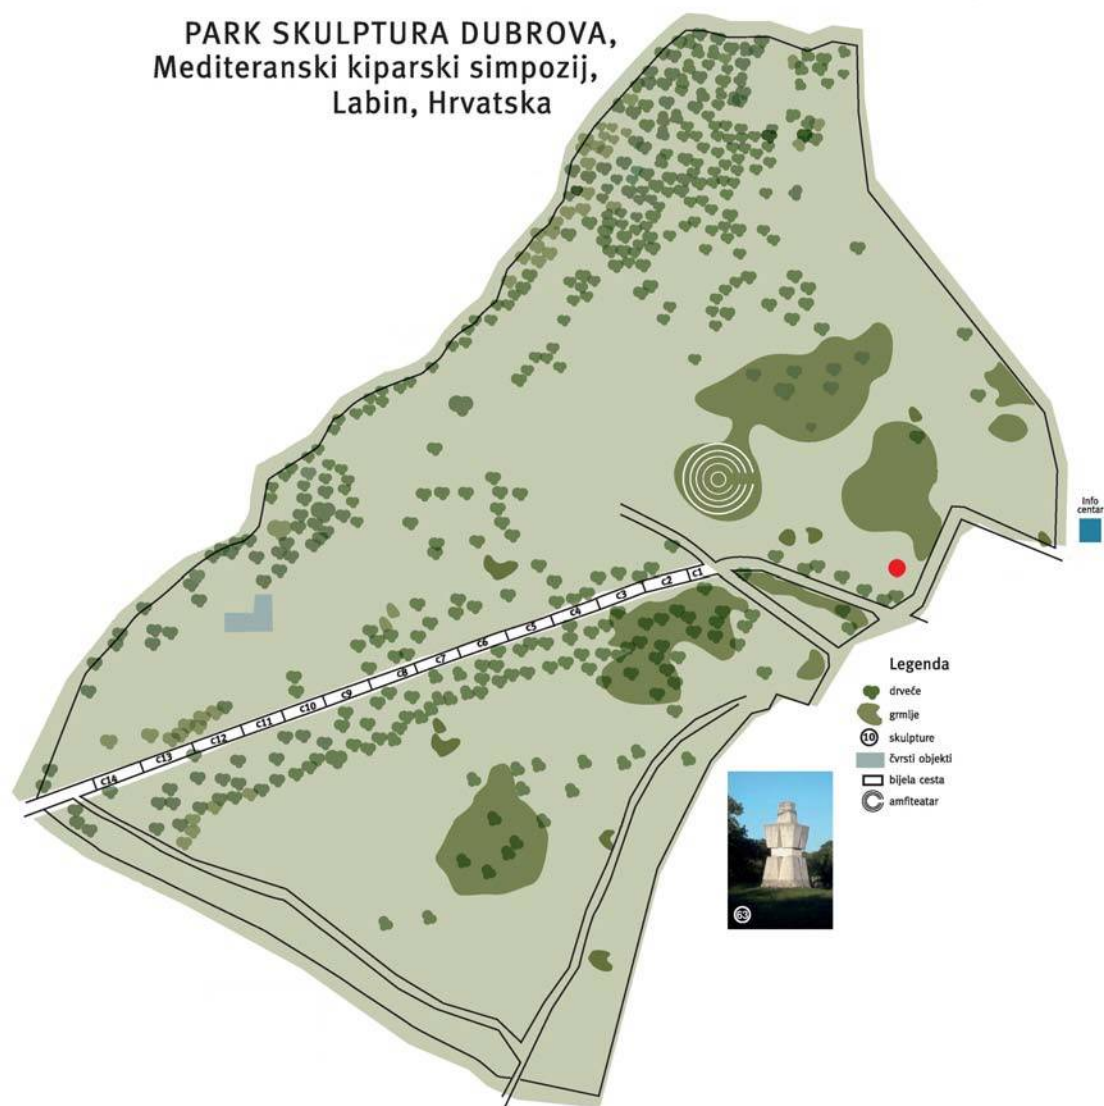 PARK SKULPTURA DUBROVA,
Mediteranski kiparski simpozij,
Labin, Hrvatska
Info
centar
c1
c2
c3
c4
c5
c6
c7
c8
c9
c10
c11
c12
c13
c14
Legenda
drveče
grmlje
10 skulpture
čvrsti objekti
bijela cesta
amfiteatar
63